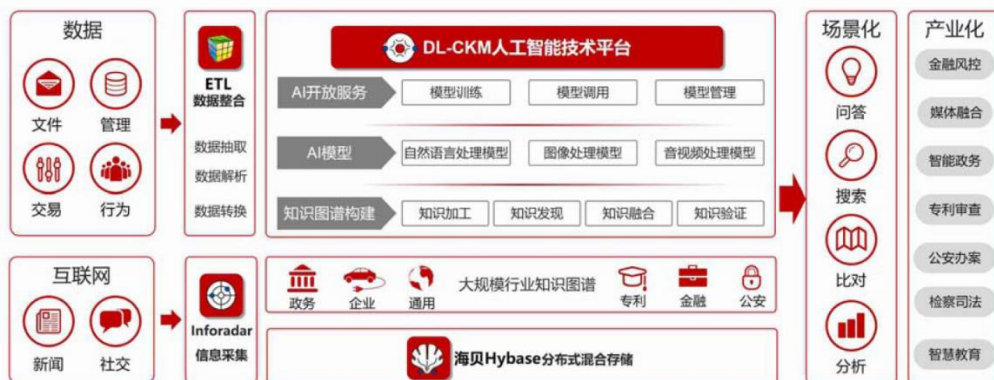 数据
文件
管理
交易
行为
互联网
新闻
社交
ETL
数据整合
数据抽取
数据解析
数据转换
Inforadar
信息采集
DL-CKM人工智能技术平台
AI开放服务
模型训练
模型调用
模型管理
AI模型
自然语言处理模型
图像处理模型
音视频处理模型
知识图谱构建
知识加工
知识发现
知识融合
知识验证
政务
企业
通用
大规模行业知识图谱
专利
金融
公安
海贝Hybase分布式混合存储
场景化
问答
搜索
比对
分析
产业化
金融风控
媒体融合
智能政务
专利审查
公安办案
检察司法
智慧教育